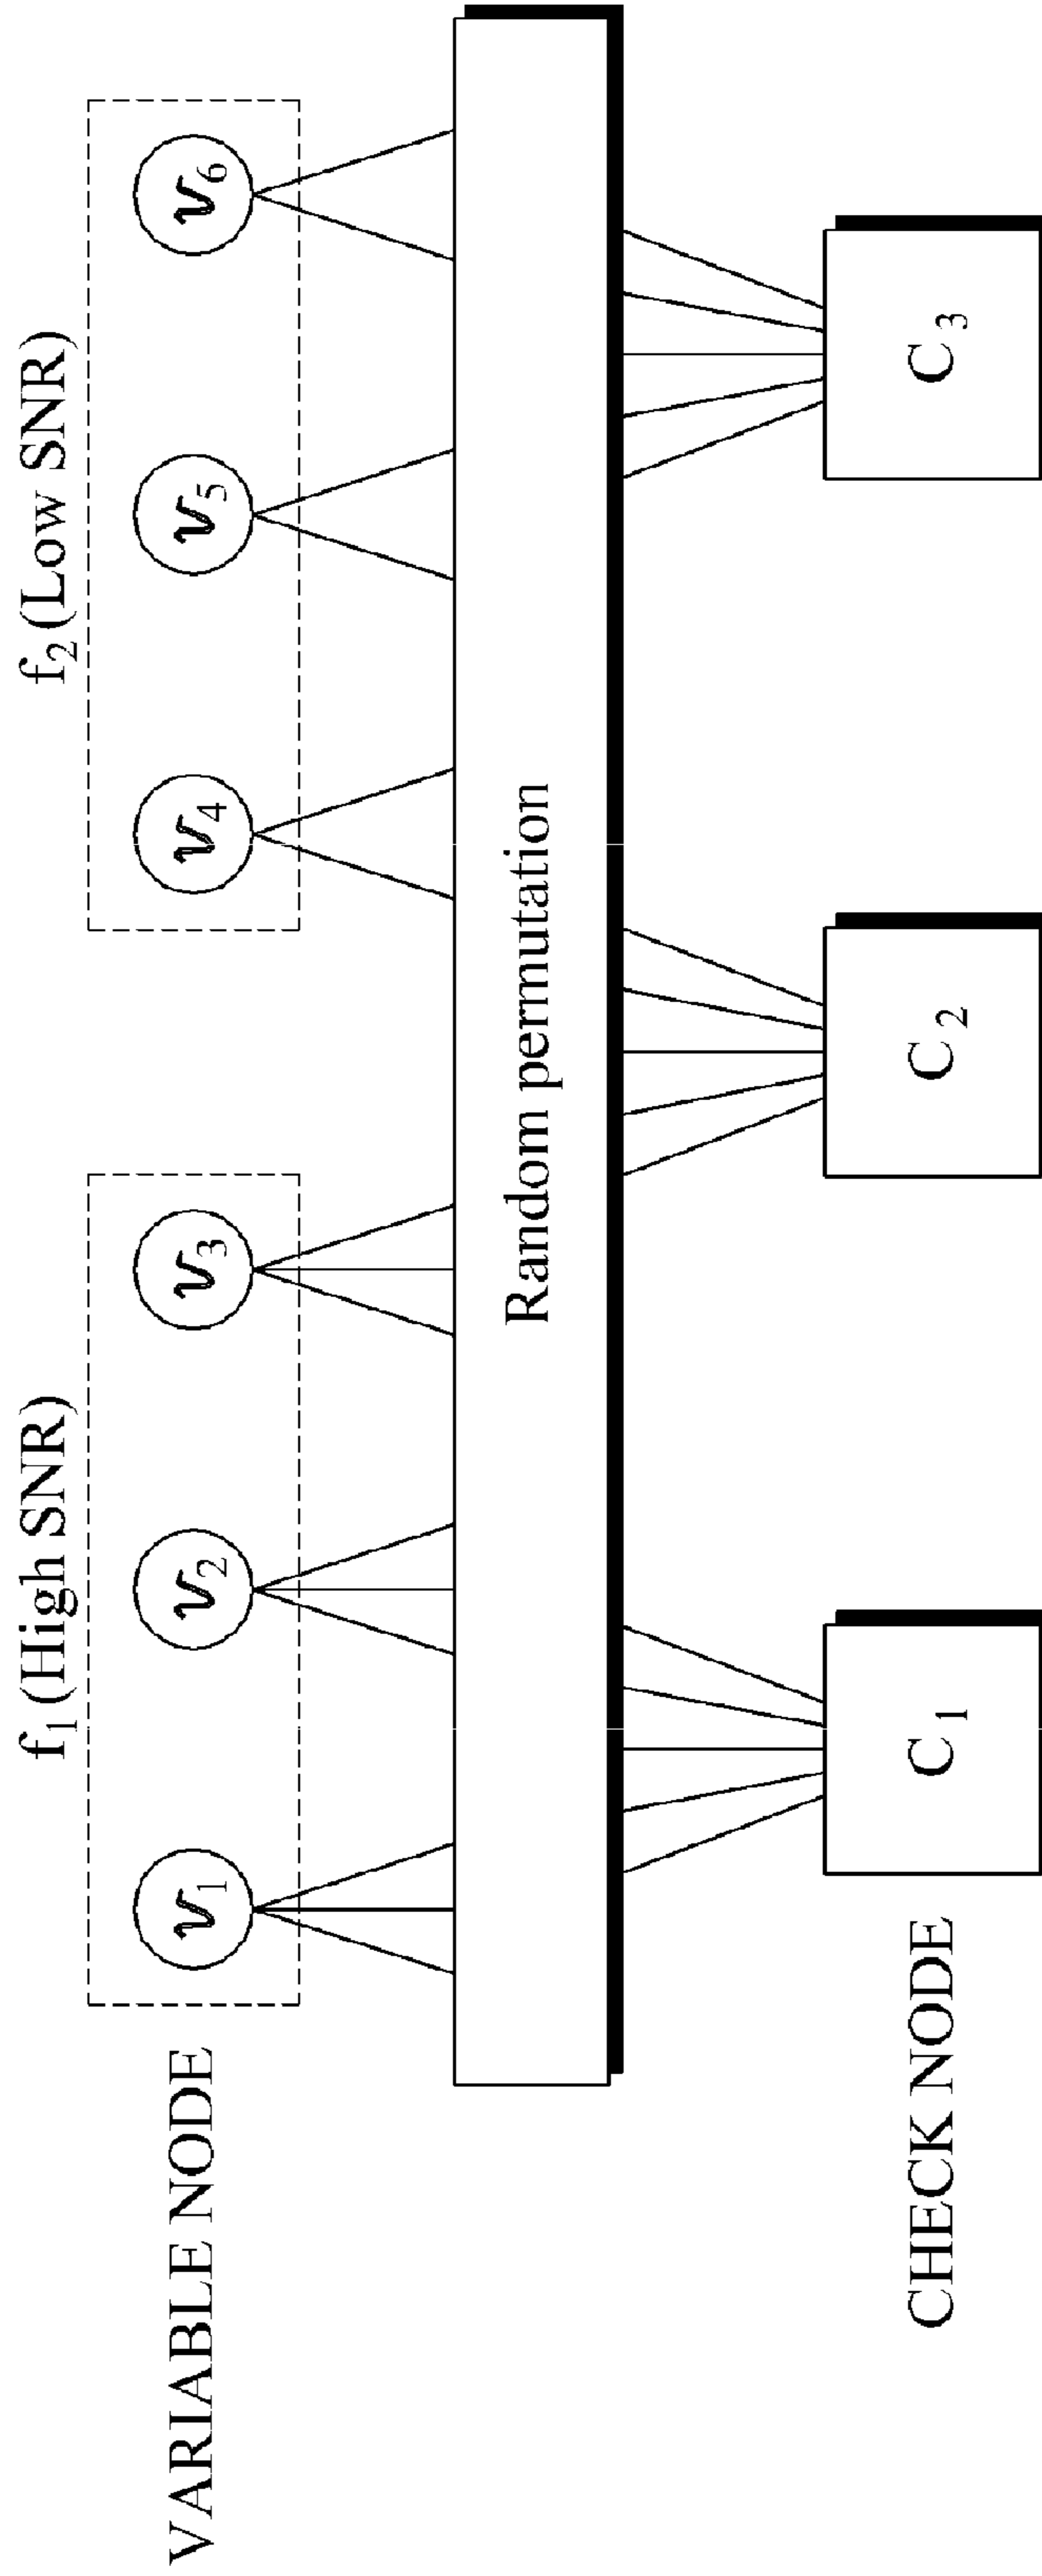 f₁ (High SNR) f₂ (Low SNR)
VARIABLE NODE v₁ v₂ v₃ v₄ v₅ v₆
Random permutation
CHECK NODE C₁ C₂ C₃